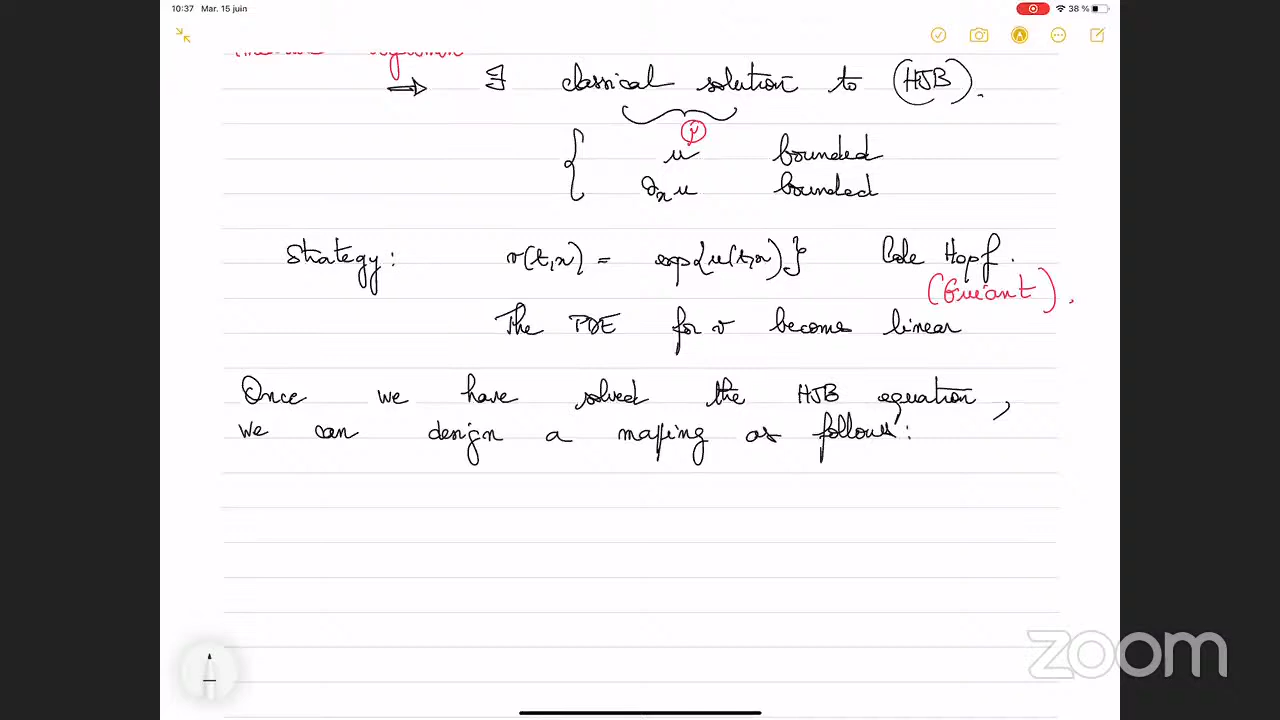 10:37 Mar. 15 juin
38 %
⟹ ∃ classical solution to (HJB).
μ
{ u bounded
∂ₓu bounded
Strategy: v(t,x) = exp{u(t,x)} Cole Hopf.
(Guéant).
The PDE for v become linear
Once we have solved the HJB equation,
we can design a mapping as follows:
zoom